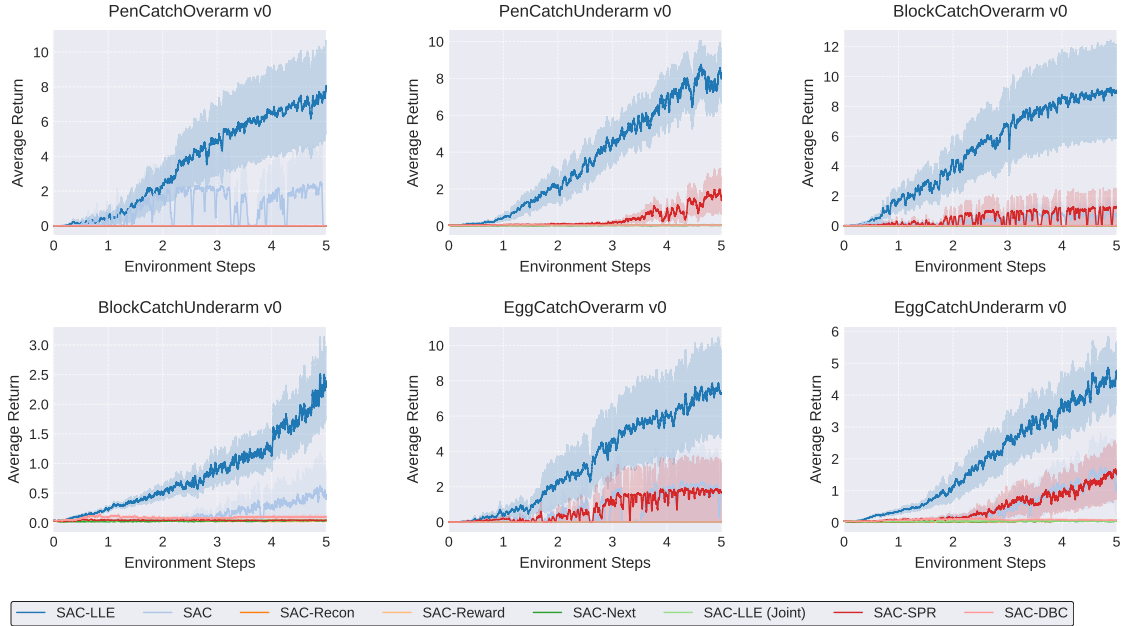 PenCatchOverarm v0
Average Return
10
8
6
4
2
0
0 1 2 3 4 5
Environment Steps
PenCatchUnderarm v0
Average Return
10
8
6
4
2
0
0 1 2 3 4 5
Environment Steps
BlockCatchOverarm v0
Average Return
12
10
8
6
4
2
0
0 1 2 3 4 5
Environment Steps
BlockCatchUnderarm v0
Average Return
3.0
2.5
2.0
1.5
1.0
0.5
0.0
0 1 2 3 4 5
Environment Steps
EggCatchOverarm v0
Average Return
10
8
6
4
2
0
0 1 2 3 4 5
Environment Steps
EggCatchUnderarm v0
Average Return
6
5
4
3
2
1
0
0 1 2 3 4 5
Environment Steps
SAC-LLE SAC SAC-Recon SAC-Reward SAC-Next SAC-LLE (Joint) SAC-SPR SAC-DBC